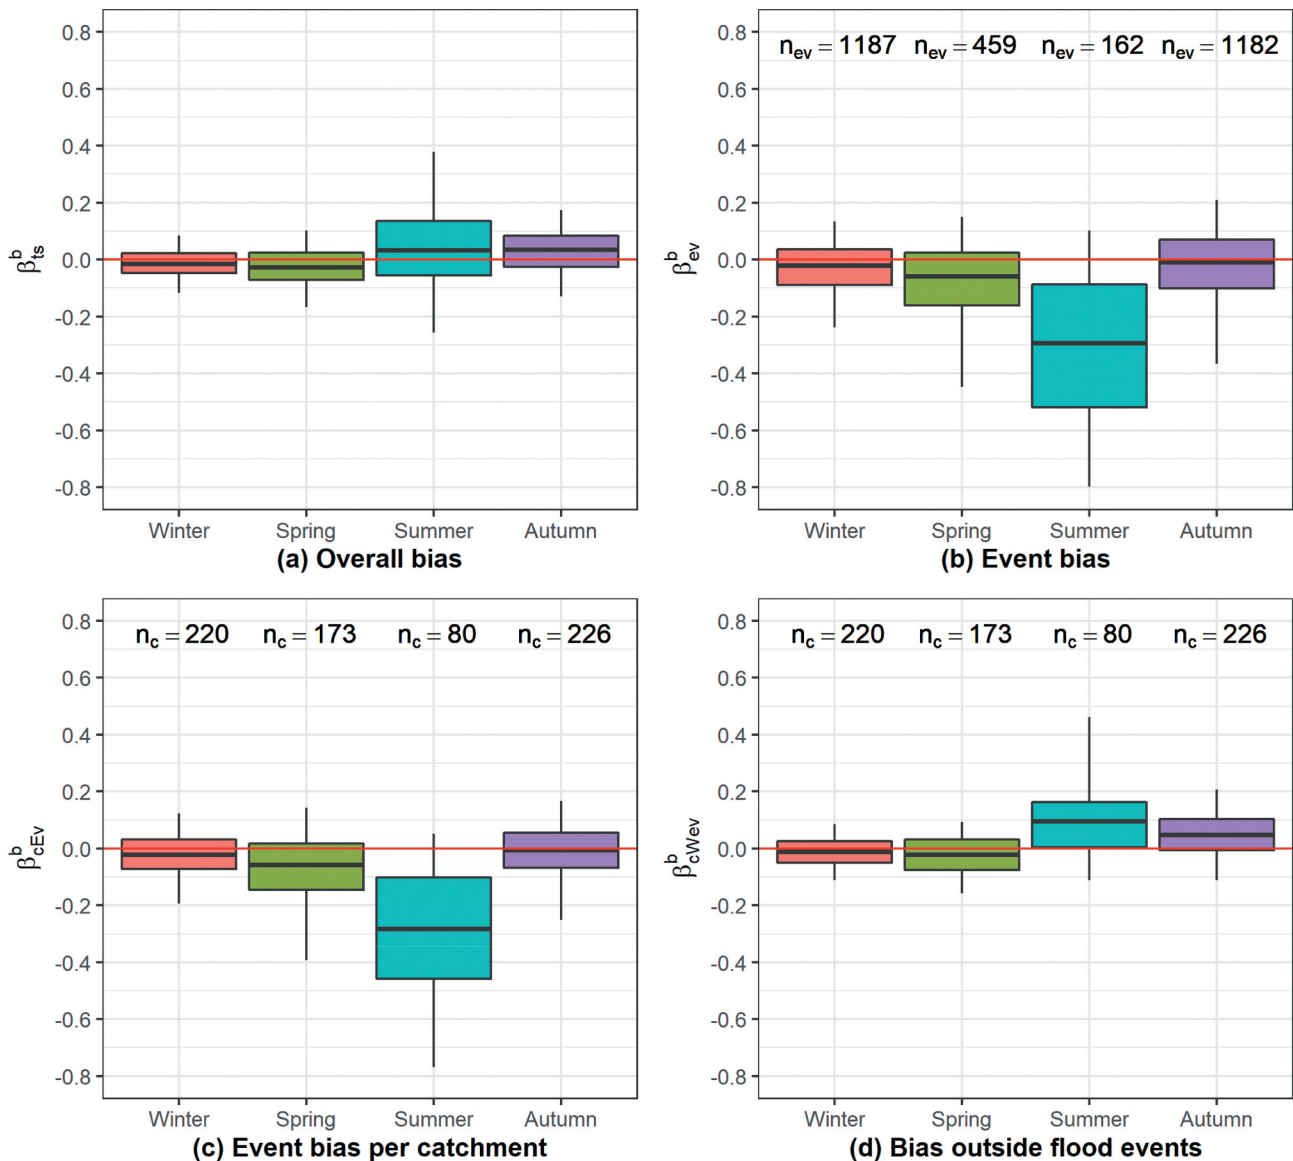 0.8
0.6
0.4
0.2
0.0
-0.2
-0.4
-0.6
-0.8
β^b_ts
Winter Spring Summer Autumn
(a) Overall bias
n_ev = 1187 n_ev = 459 n_ev = 162 n_ev = 1182
0.8
0.6
0.4
0.2
0.0
-0.2
-0.4
-0.6
-0.8
β^b_ev
Winter Spring Summer Autumn
(b) Event bias
n_c = 220 n_c = 173 n_c = 80 n_c = 226
0.8
0.6
0.4
0.2
0.0
-0.2
-0.4
-0.6
-0.8
β^b_cEv
Winter Spring Summer Autumn
(c) Event bias per catchment
n_c = 220 n_c = 173 n_c = 80 n_c = 226
0.8
0.6
0.4
0.2
0.0
-0.2
-0.4
-0.6
-0.8
β^b_cWev
Winter Spring Summer Autumn
(d) Bias outside flood events